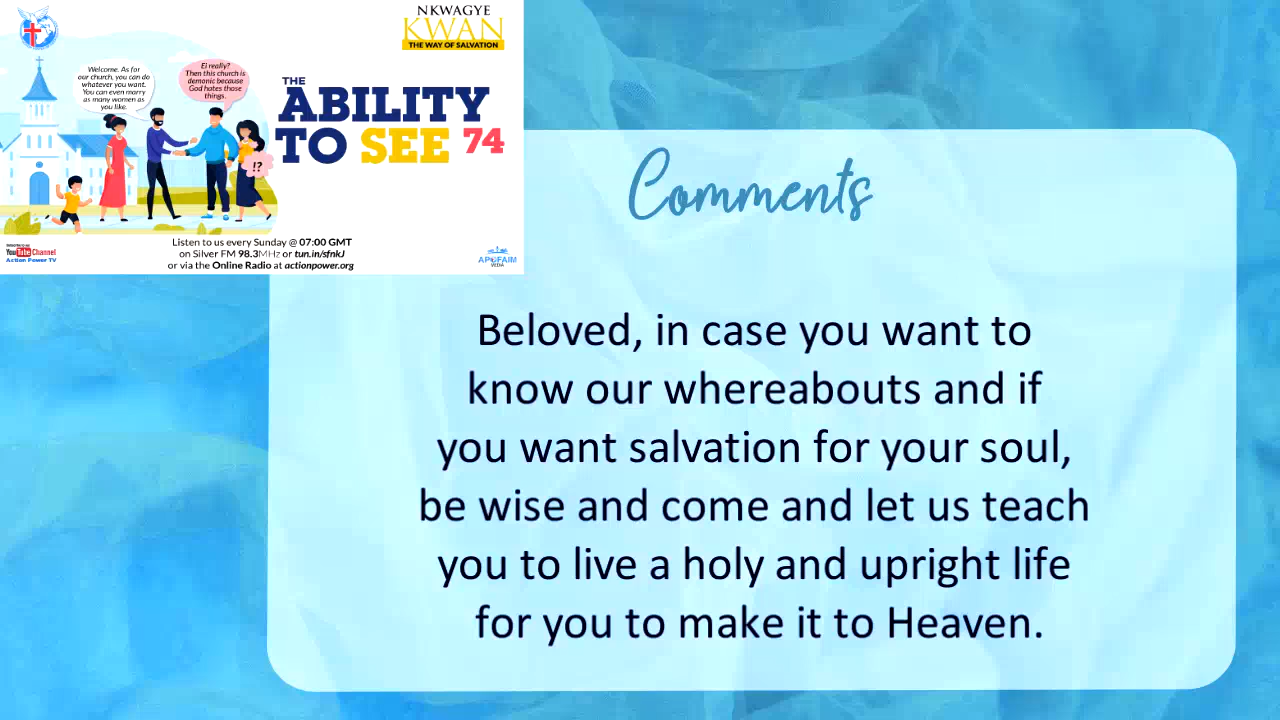 NKWAGYE
KWAN
THE WAY OF SALVATION
Welcome. As for
our church, you can do
whatever you want.
You can even marry
as many women as
you like.
Ei really?
Then this church is
demonic because
God hates those
things.
!?
THE
ABILITY
TO SEE 74
YouTube Channel
Action Power TV
Listen to us every Sunday @ 07:00 GMT
on Silver FM 98.3MHz or tun.in/sfnkJ
or via the Online Radio at actionpower.org
APOFAIM
MEDIA
Comments
Beloved, in case you want to
know our whereabouts and if
you want salvation for your soul,
be wise and come and let us teach
you to live a holy and upright life
for you to make it to Heaven.